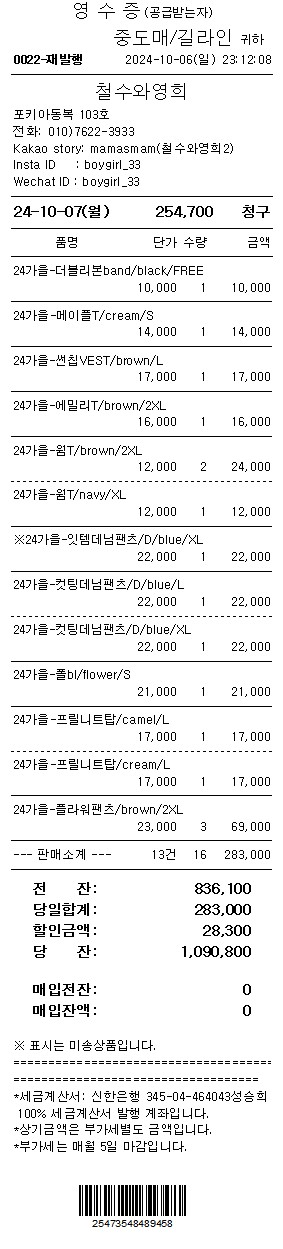 영 수 증 (공급받는자)
중도매/길라인 귀하
0022-재발행 2024-10-06(일) 23:12:08
철수와영희
포키아동복 103호
전화: 010)7622-3933
Kakao story: mamasmam(철수와영희2)
Insta ID : boygirl_33
Wechat ID : boygirl_33
24-10-07(월) 254,700 청구
품명 단가 수량 금액
24가을-더블리본band/black/FREE
10,000 1 10,000
24가을-메이플T/cream/S
14,000 1 14,000
24가을-썬칩VEST/brown/L
17,000 1 17,000
24가을-에밀리T/brown/2XL
16,000 1 16,000
24가을-웜T/brown/2XL
12,000 2 24,000
24가을-웜T/navy/XL
12,000 1 12,000
※24가을-잇템데님팬츠/D/blue/XL
22,000 1 22,000
24가을-컷팅데님팬츠/D/blue/L
22,000 1 22,000
24가을-컷팅데님팬츠/D/blue/XL
22,000 1 22,000
24가을-폴bl/flower/S
21,000 1 21,000
24가을-프릴니트탑/camel/L
17,000 1 17,000
24가을-프릴니트탑/cream/L
17,000 1 17,000
24가을-플라워팬츠/brown/2XL
23,000 3 69,000
--- 판매소계 --- 13건 16 283,000
전 잔: 836,100
당일합계: 283,000
할인금액: 28,300
당 잔: 1,090,800
매입전잔: 0
매입잔액: 0
※ 표시는 미송상품입니다.
*세금계산서: 신한은행 345-04-464043성승희
100% 세금계산서 발행 계좌입니다.
*상기금액은 부가세별도 금액입니다.
*부가세는 매월 5일 마감입니다.
25473548489458